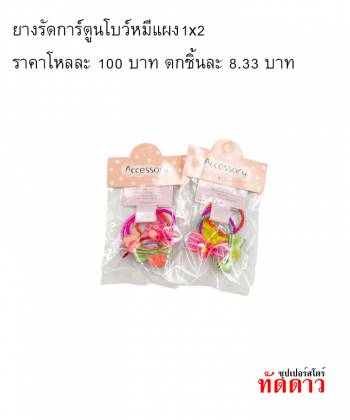 ยางรัดการ์ตูนโบว์หมีแผง1x2
ราคาโหลละ 100 บาท ตกชิ้นละ 8.33 บาท
Accessory
Accessory
ซุปเปอร์สโตร์
ทัดดาว